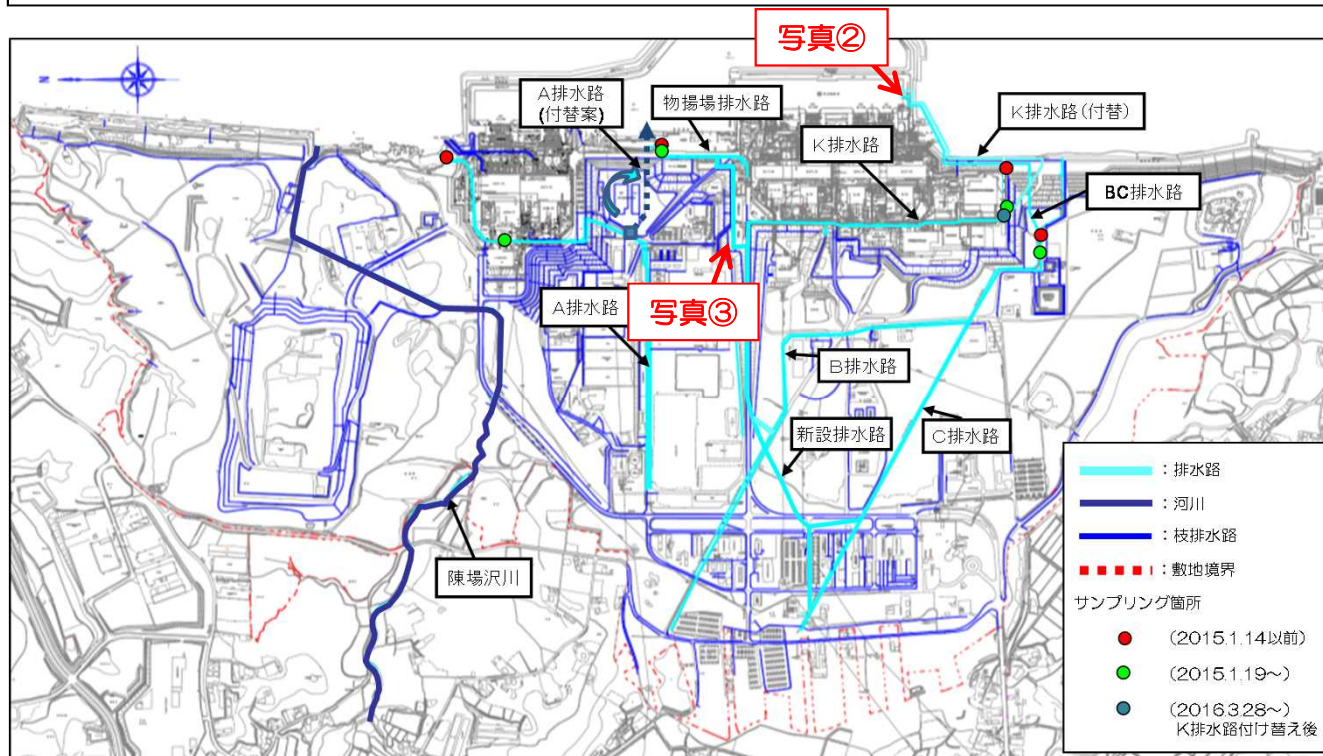 写真②
N
A排水路
(付替案)
物揚場排水路
K排水路(付替)
K排水路
BC排水路
A排水路
写真③
B排水路
新設排水路
C排水路
陳場沢川
:排水路
:河川
:枝排水路
:敷地境界
サンプリング箇所
(2015.1.14以前)
(2015.1.19~)
(2016.3.28~)
K排水路付け替え後